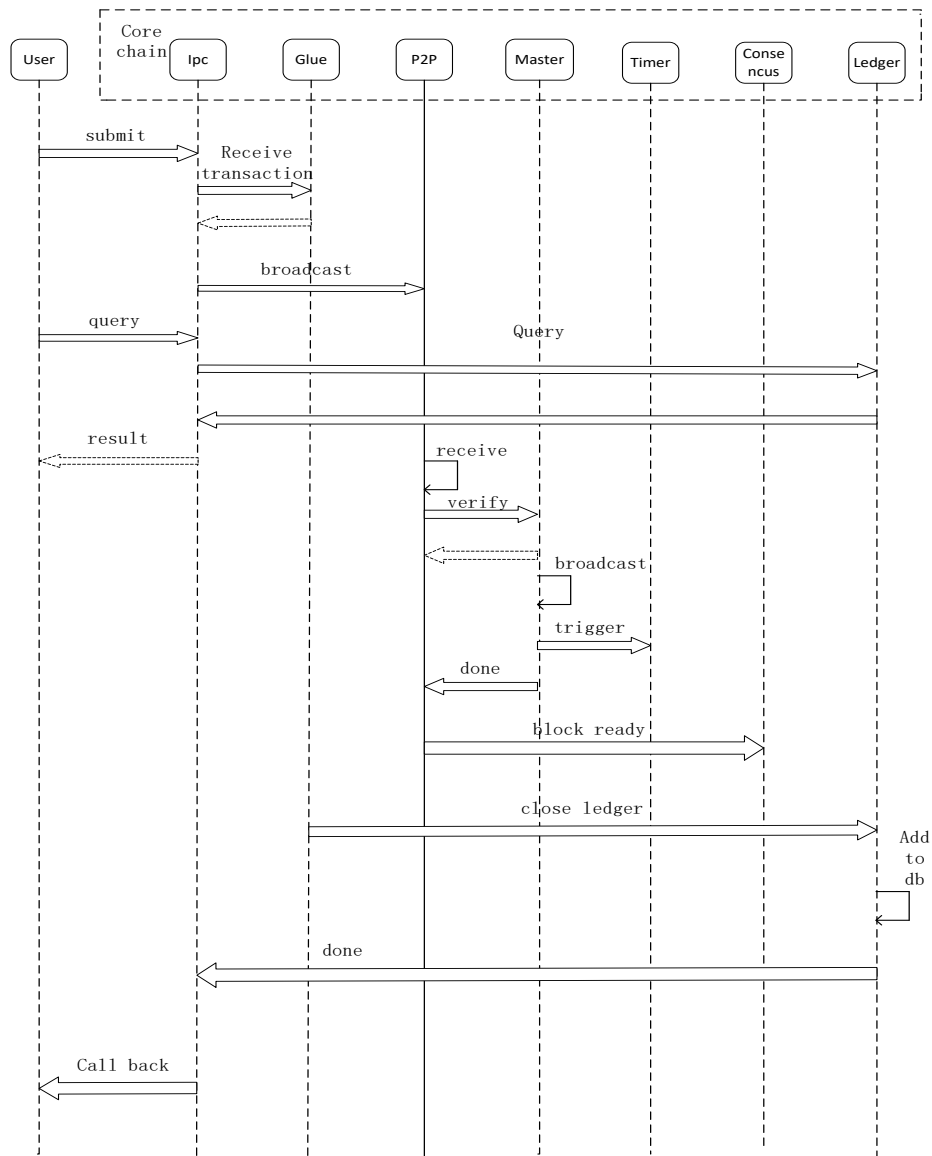 Core
chain
User
Ipc
Glue
P2P
Master
Timer
Conse
ncus
Ledger
submit
Receive
transaction
broadcast
query
Query
result
receive
verify
broadcast
trigger
done
block ready
close ledger
Add
to
db
done
Call back